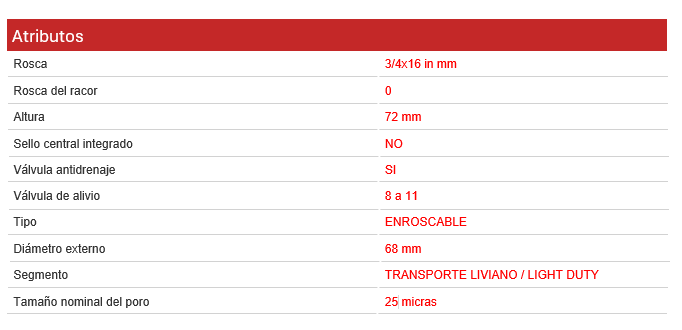 Atributos
Rosca 3/4x16 in mm
Rosca del racor 0
Altura 72 mm
Sello central integrado NO
Válvula antidrenaje SI
Válvula de alivio 8 a 11
Tipo ENROSCABLE
Diámetro externo 68 mm
Segmento TRANSPORTE LIVIANO / LIGHT DUTY
Tamaño nominal del poro 25 micras